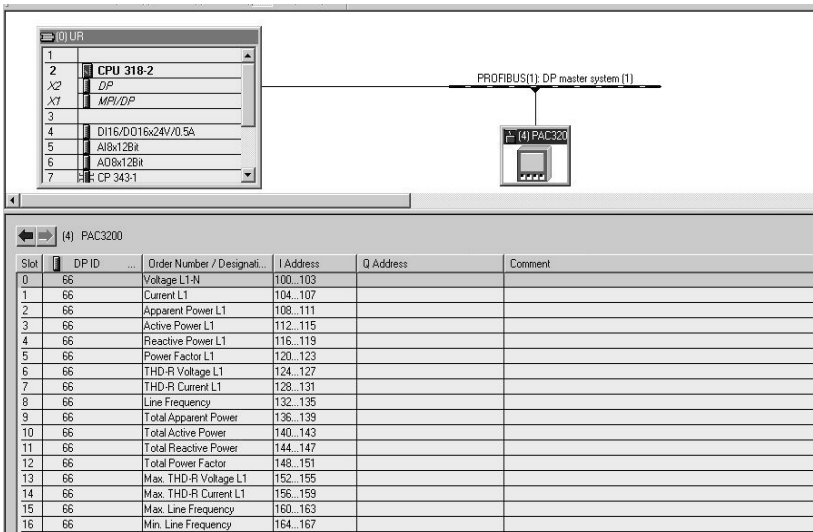 (0) UR
1
2 CPU 318-2
X2 DP
X1 MPI/DP
3
4 DI16/DO16x24V/0.5A
5 AI8x12Bit
6 AO8x12Bit
7 CP 343-1
PROFIBUS(1): DP master system (1)
(4) PAC320
(4) PAC3200
Slot DP ID ... Order Number / Designati... I Address Q Address Comment
0 66 Voltage L1-N 100...103
1 66 Current L1 104...107
2 66 Apparent Power L1 108...111
3 66 Active Power L1 112...115
4 66 Reactive Power L1 116...119
5 66 Power Factor L1 120...123
6 66 THD-R Voltage L1 124...127
7 66 THD-R Current L1 128...131
8 66 Line Frequency 132...135
9 66 Total Apparent Power 136...139
10 66 Total Active Power 140...143
11 66 Total Reactive Power 144...147
12 66 Total Power Factor 148...151
13 66 Max. THD-R Voltage L1 152...155
14 66 Max. THD-R Current L1 156...159
15 66 Max. Line Frequency 160...163
16 66 Min. Line Frequency 164...167